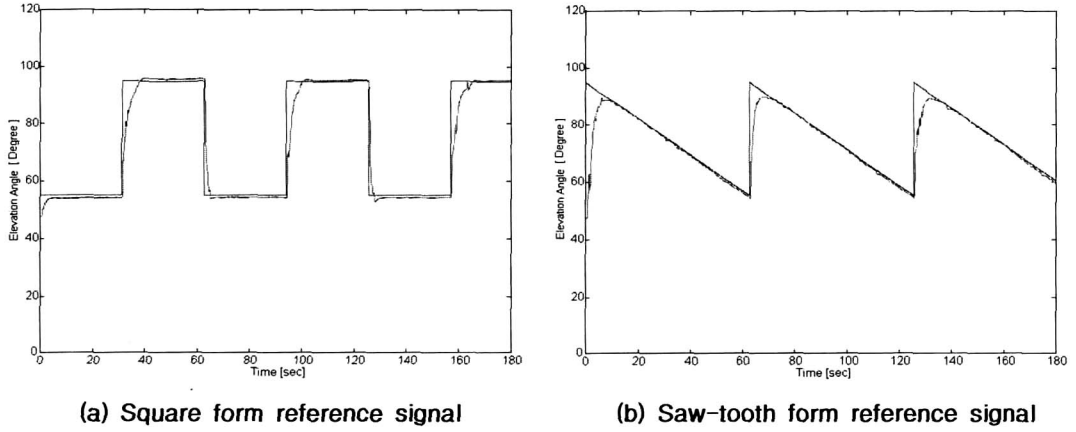 120
100
80
60
40
20
0
Elevation Angle [ Degree ]
0 20 40 60 80 100 120 140 160 180
Time [sec]
(a) Square form reference signal
120
100
80
60
40
20
0
Elevation Angle [ Degree ]
0 20 40 60 80 100 120 140 160 180
Time [sec]
(b) Saw-tooth form reference signal